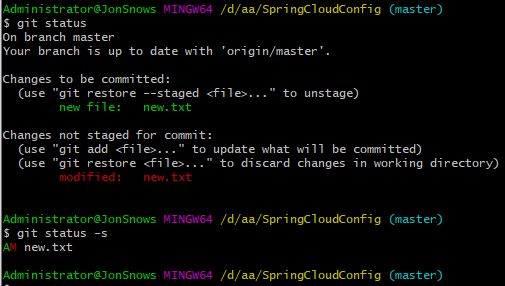 Administrator@JonSnows MINGW64 /d/aa/SpringCloudConfig (master)
$ git status
On branch master
Your branch is up to date with 'origin/master'.
Changes to be committed:
(use "git restore --staged <file>..." to unstage)
new file:   new.txt
Changes not staged for commit:
(use "git add <file>..." to update what will be committed)
(use "git restore <file>..." to discard changes in working directory)
modified:   new.txt
Administrator@JonSnows MINGW64 /d/aa/SpringCloudConfig (master)
$ git status -s
AM new.txt
Administrator@JonSnows MINGW64 /d/aa/SpringCloudConfig (master)